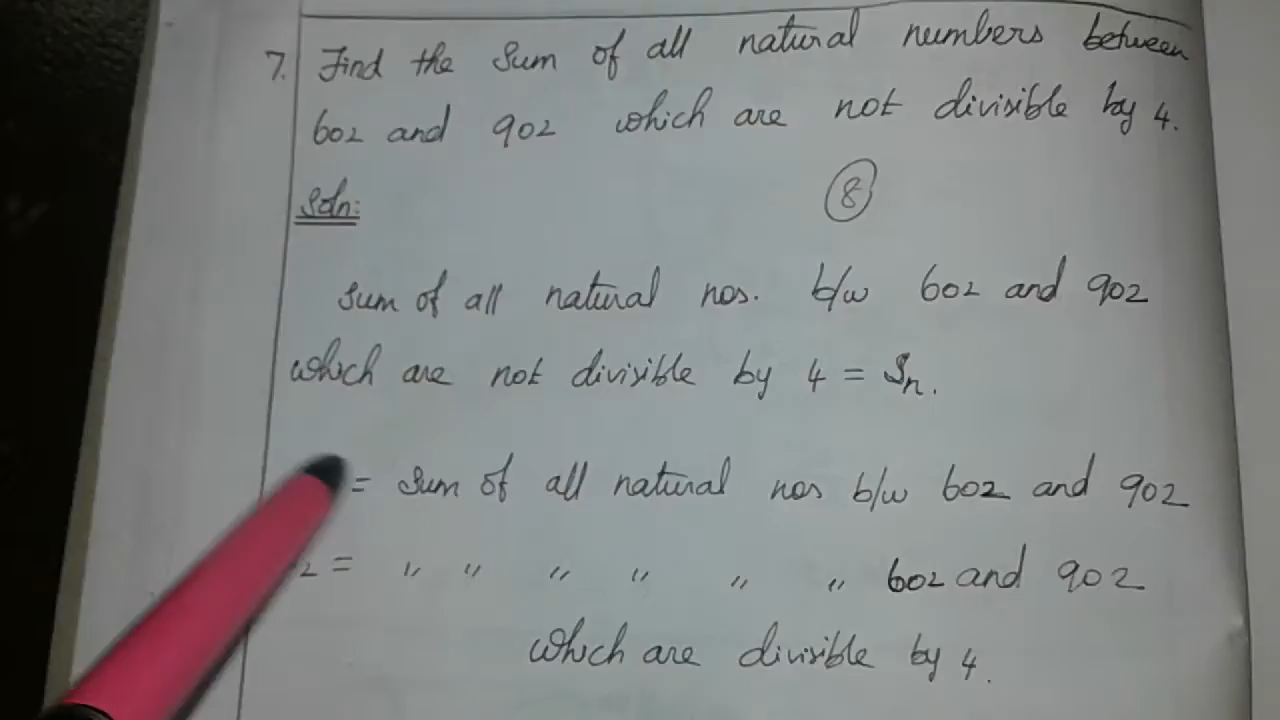 7. Find the sum of all natural numbers between
602 and 902 which are not divisible by 4.
Soln:
8
Sum of all natural nos. b/w 602 and 902
which are not divisible by 4 = Sn.
= Sum of all natural nos b/w 602 and 902
2 = " " " " " " 602 and 902
which are divisible by 4.